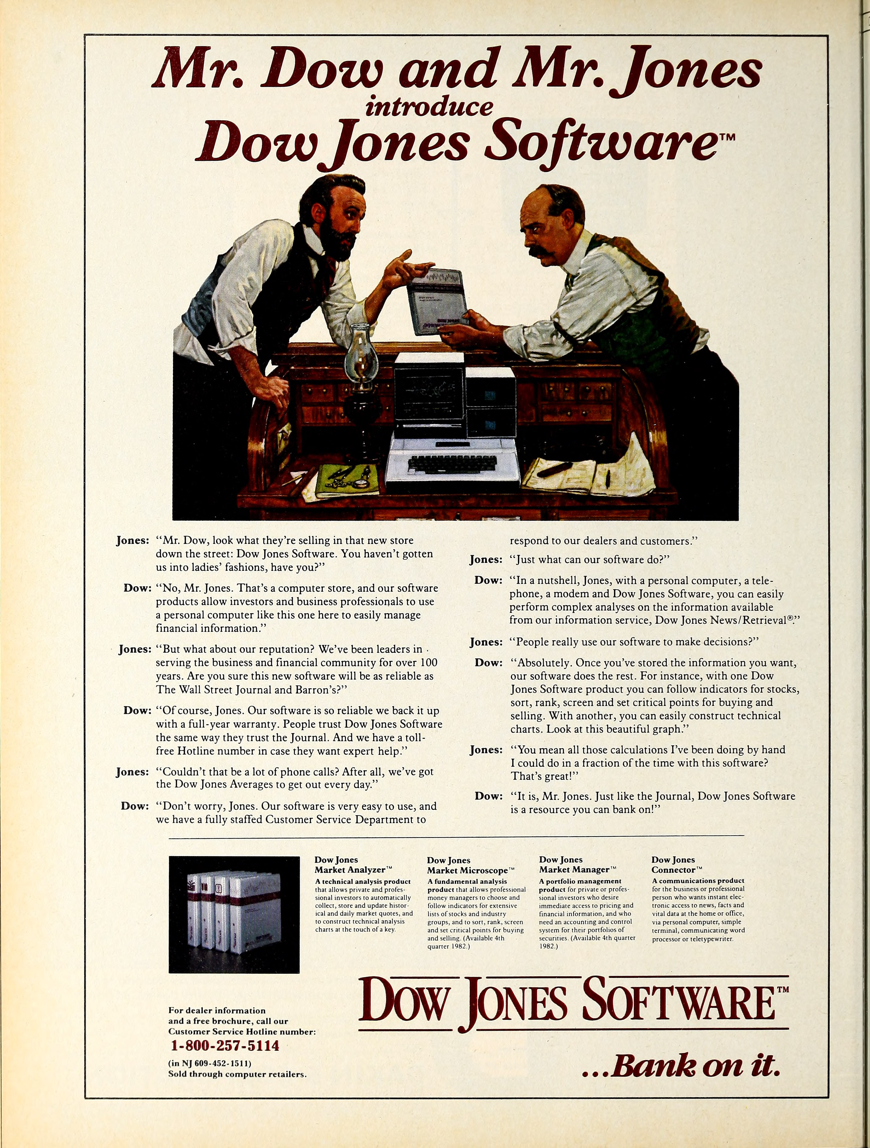 Mr. Dow and Mr. Jones
introduce
Dow Jones Software™
Jones: “Mr. Dow, look what they’re selling in that new store
down the street: Dow Jones Software. You haven’t gotten
us into ladies’ fashions, have you?”
Dow: “No, Mr. Jones. That’s a computer store, and our software
products allow investors and business professionals to use
a personal computer like this one here to easily manage
financial information.”
Jones: “But what about our reputation? We’ve been leaders in
serving the business and financial community for over 100
years. Are you sure this new software will be as reliable as
The Wall Street Journal and Barron’s?”
Dow: “Of course, Jones. Our software is so reliable we back it up
with a full-year warranty. People trust Dow Jones Software
the same way they trust the Journal. And we have a toll-
free Hotline number in case they want expert help.”
Jones: “Couldn’t that be a lot of phone calls? After all, we’ve got
the Dow Jones Averages to get out every day.”
Dow: “Don’t worry, Jones. Our software is very easy to use, and
we have a fully staffed Customer Service Department to
respond to our dealers and customers.”
Jones: “Just what can our software do?”
Dow: “In a nutshell, Jones, with a personal computer, a tele-
phone, a modem and Dow Jones Software, you can easily
perform complex analyses on the information available
from our information service, Dow Jones News/Retrieval®.”
Jones: “People really use our software to make decisions?”
Dow: “Absolutely. Once you’ve stored the information you want,
our software does the rest. For instance, with one Dow
Jones Software product you can follow indicators for stocks,
sort, rank, screen and set critical points for buying and
selling. With another, you can easily construct technical
charts. Look at this beautiful graph.”
Jones: “You mean all those calculations I’ve been doing by hand
I could do in a fraction of the time with this software?
That’s great!”
Dow: “It is, Mr. Jones. Just like the Journal, Dow Jones Software
is a resource you can bank on!”
Dow Jones
Market Analyzer™
A technical analysis product
that allows private and profes-
sional investors to automatically
collect, store and update histor-
ical and daily market quotes, and
to construct technical analysis
charts at the touch of a key.
Dow Jones
Market Microscope™
A fundamental analysis
product that allows professional
money managers to choose and
follow indicators for extensive
lists of stocks and industry
groups, and to sort, rank, screen
and set critical points for buying
and selling. (Available 4th
quarter 1982.)
Dow Jones
Market Manager™
A portfolio management
product for private or profes-
sional investors who desire
immediate access to pricing and
financial information, and who
need an accounting and control
system for their portfolios of
securities. (Available 4th quarter
1982.)
Dow Jones
Connector™
A communications product
for the business or professional
person who wants instant elec-
tronic access to news, facts and
vital data at the home or office,
via personal computer, simple
terminal, communicating word
processor or teletypewriter.
For dealer information
and a free brochure, call our
Customer Service Hotline number:
1-800-257-5114
(in NJ 609-452-1511)
Sold through computer retailers.
DOW JONES SOFTWARE™
...Bank on it.